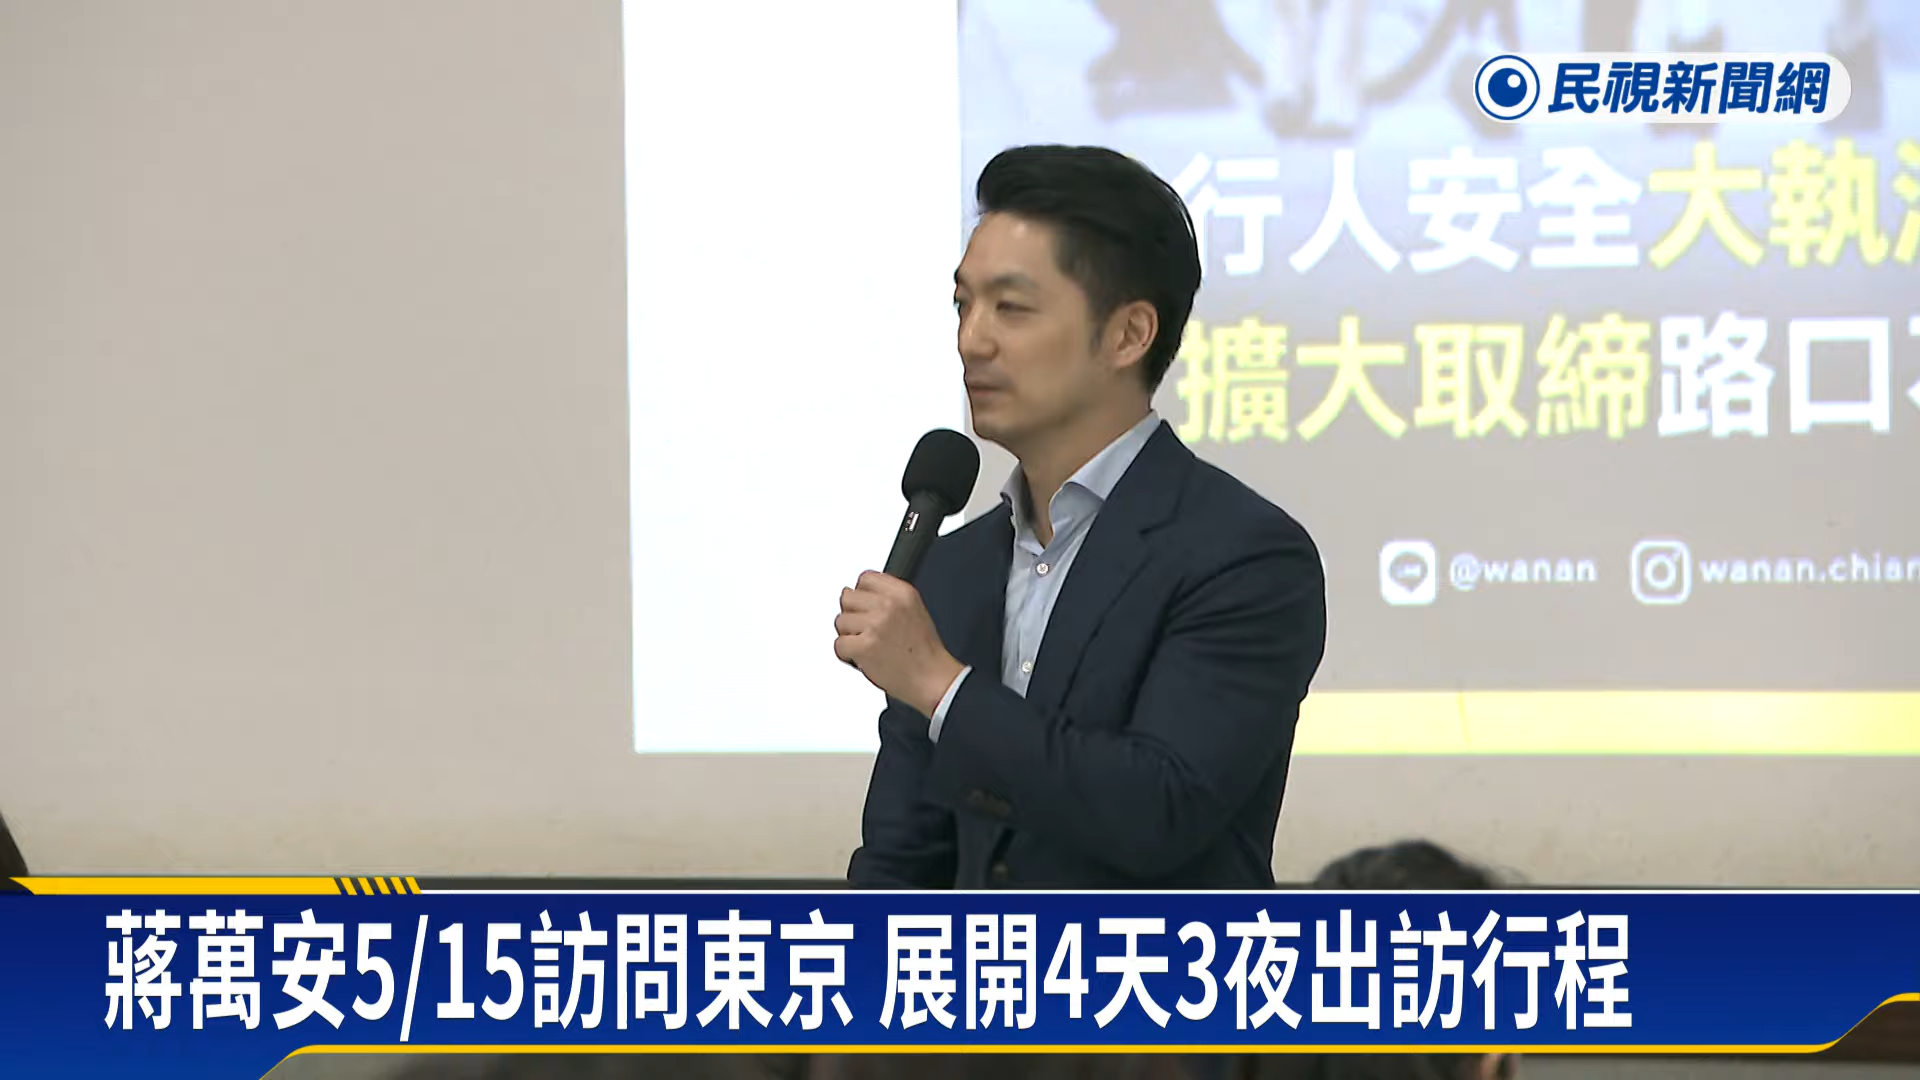 民視新聞網
行人安全大執
擴大取締路口
@wanan wanan.chian
蔣萬安5/15訪問東京 展開4天3夜出訪行程